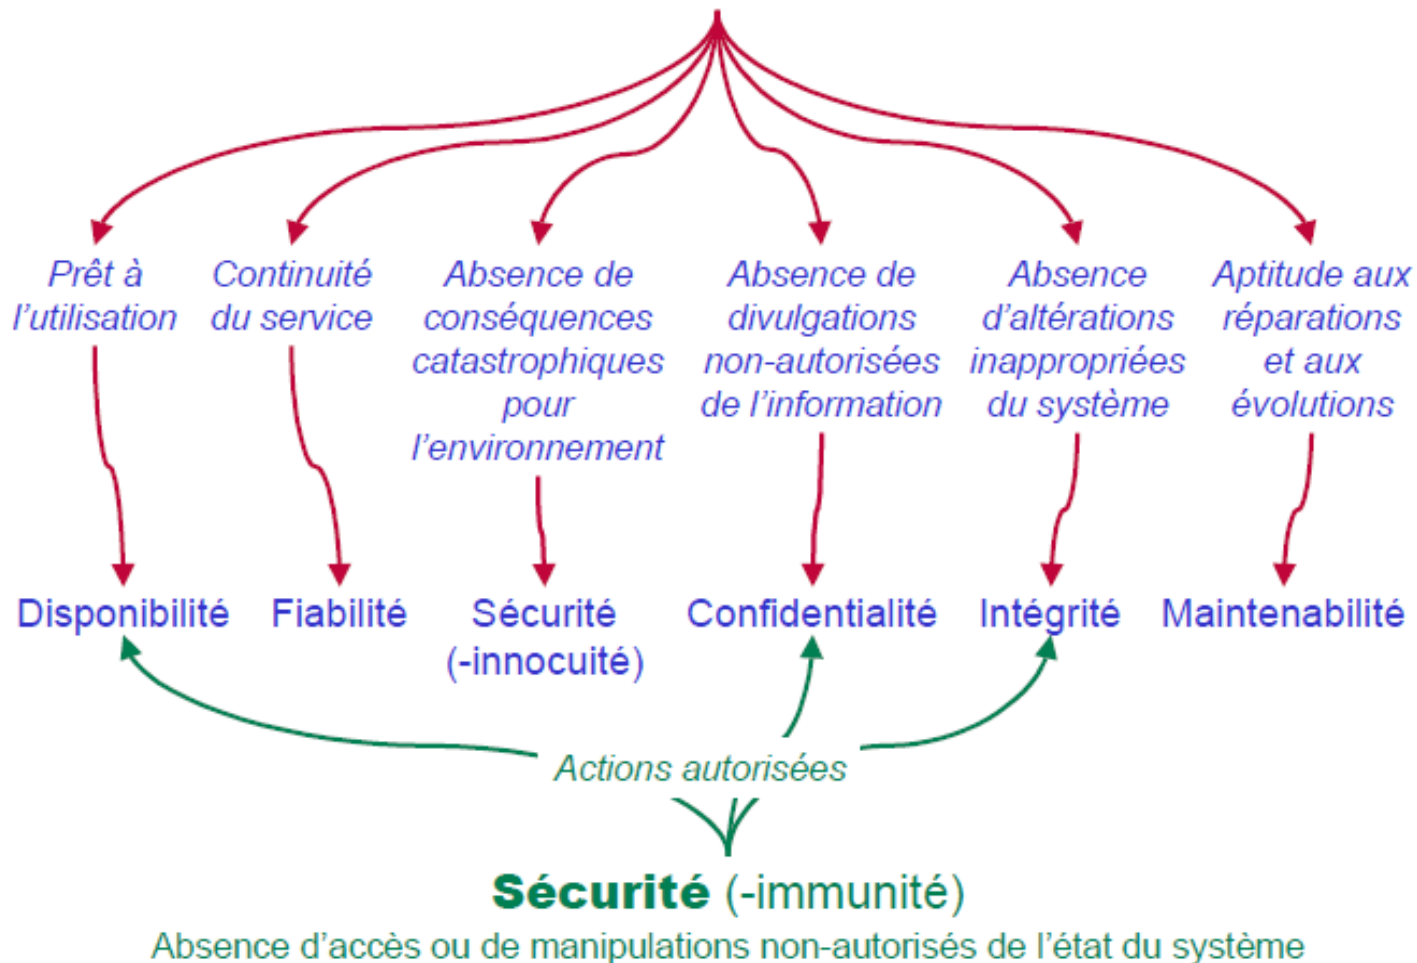 Prêt à
l'utilisation
Continuité
du service
Absence de
conséquences
catastrophiques
pour
l'environnement
Absence de
divulgations
non-autorisées
de l'information
Absence
d'altérations
inappropriées
du système
Aptitude aux
réparations
et aux
évolutions
Disponibilité
Fiabilité
Sécurité
(-innocuité)
Confidentialité
Intégrité
Maintenabilité
Actions autorisées
Sécurité (-immunité)
Absence d'accès ou de manipulations non-autorisés de l'état du système